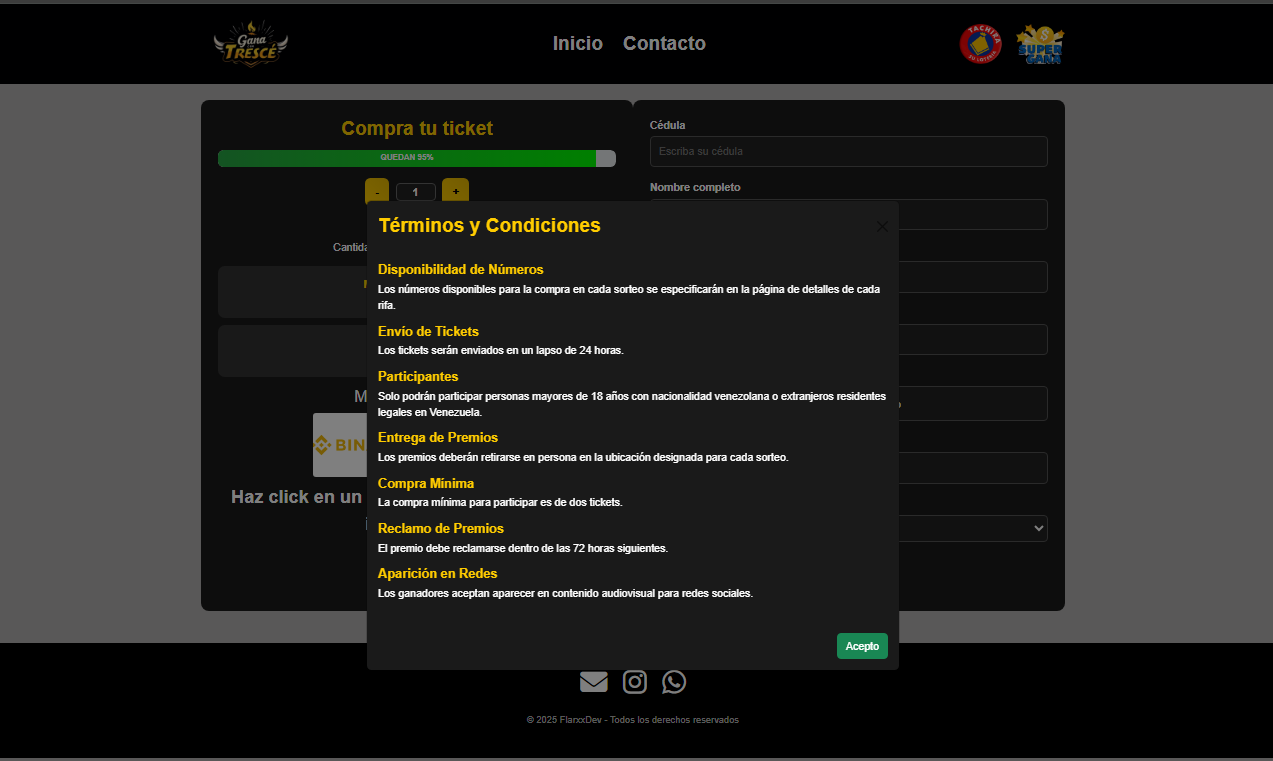 Gana
TRESCÉ
Inicio Contacto
TACHIRA
SU LOTERIA
SUPER
GANA
Compra tu ticket
QUEDAN 95%
- 1 +
Cédula
Escriba su cédula
Nombre completo
Términos y Condiciones
Disponibilidad de Números
Los números disponibles para la compra en cada sorteo se especificarán en la página de detalles de cada
rifa.
Envío de Tickets
Los tickets serán enviados en un lapso de 24 horas.
Participantes
Solo podrán participar personas mayores de 18 años con nacionalidad venezolana o extranjeros residentes
legales en Venezuela.
Entrega de Premios
Los premios deberán retirarse en persona en la ubicación designada para cada sorteo.
Compra Mínima
La compra mínima para participar es de dos tickets.
Reclamo de Premios
El premio debe reclamarse dentro de las 72 horas siguientes.
Aparición en Redes
Los ganadores aceptan aparecer en contenido audiovisual para redes sociales.
Acepto
Cantida
M
BIN
Haz click en un
© 2025 FlarxxDev - Todos los derechos reservados